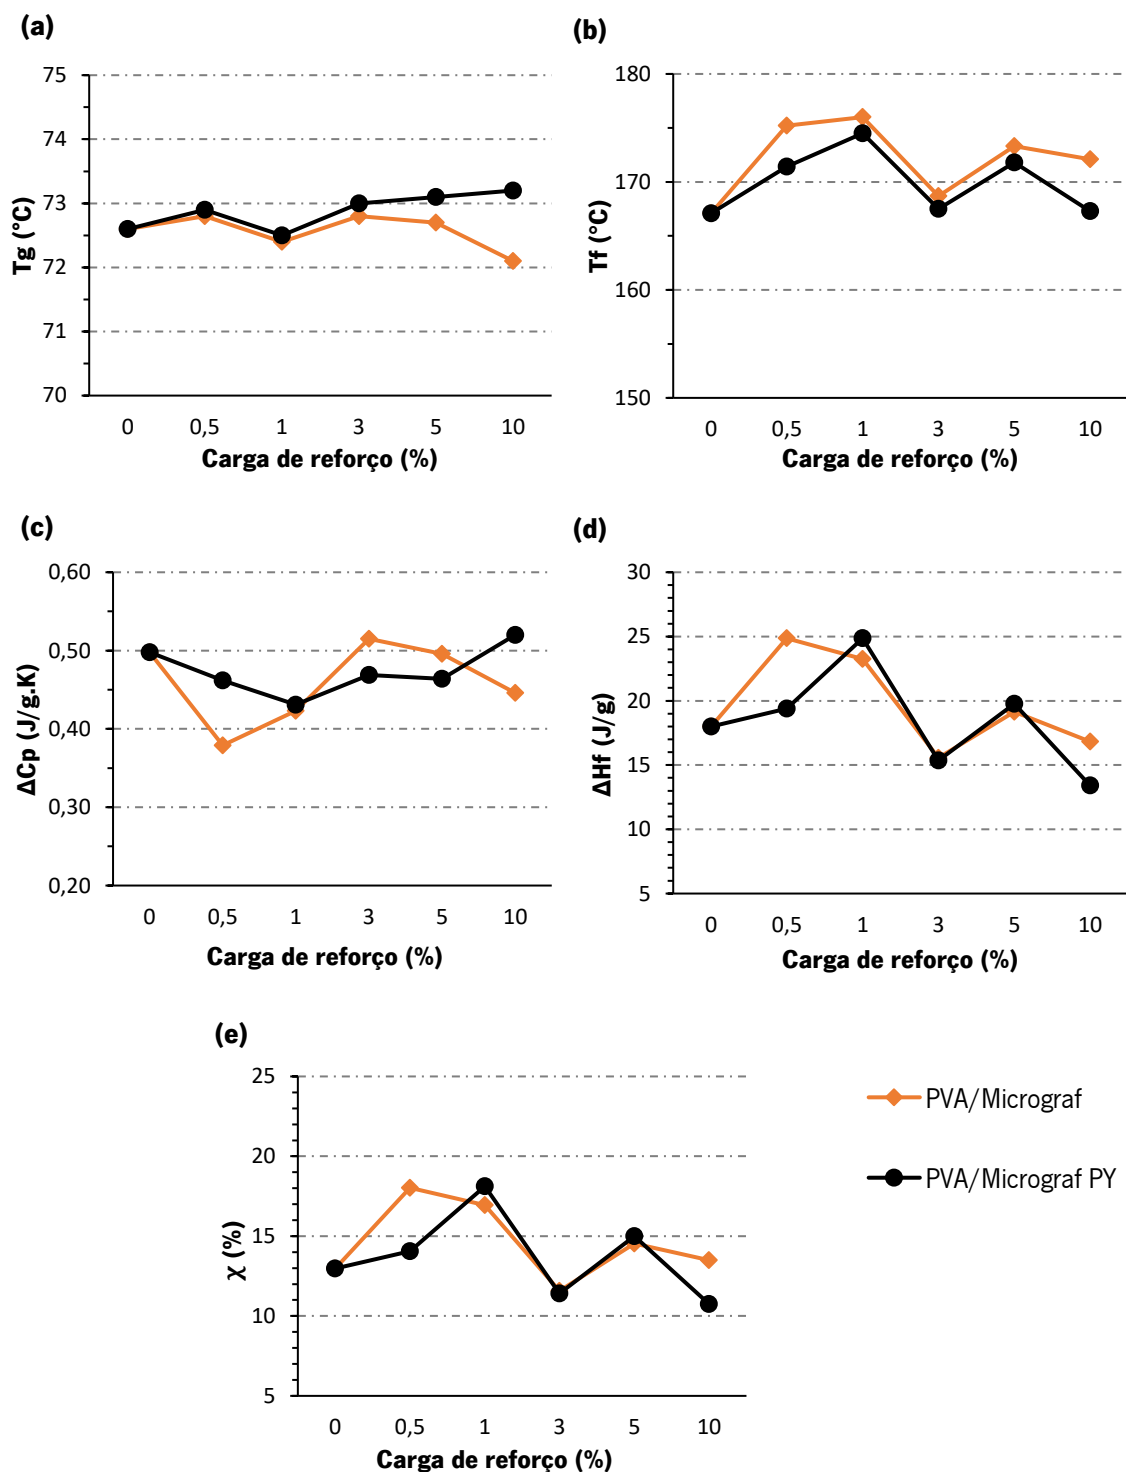 (a)
75
74
73
72
71
70
Tg (°C)
0 0,5 1 3 5 10
Carga de reforço (%)
(b)
180
170
160
150
Tf (°C)
0 0,5 1 3 5 10
Carga de reforço (%)
(c)
0,60
0,50
0,40
0,30
0,20
ΔCp (J/g.K)
0 0,5 1 3 5 10
Carga de reforço (%)
(d)
30
25
20
15
10
5
ΔHf (J/g)
0 0,5 1 3 5 10
Carga de reforço (%)
(e)
25
20
15
10
5
χ (%)
0 0,5 1 3 5 10
Carga de reforço (%)
PVA/Micrograf
PVA/Micrograf PY